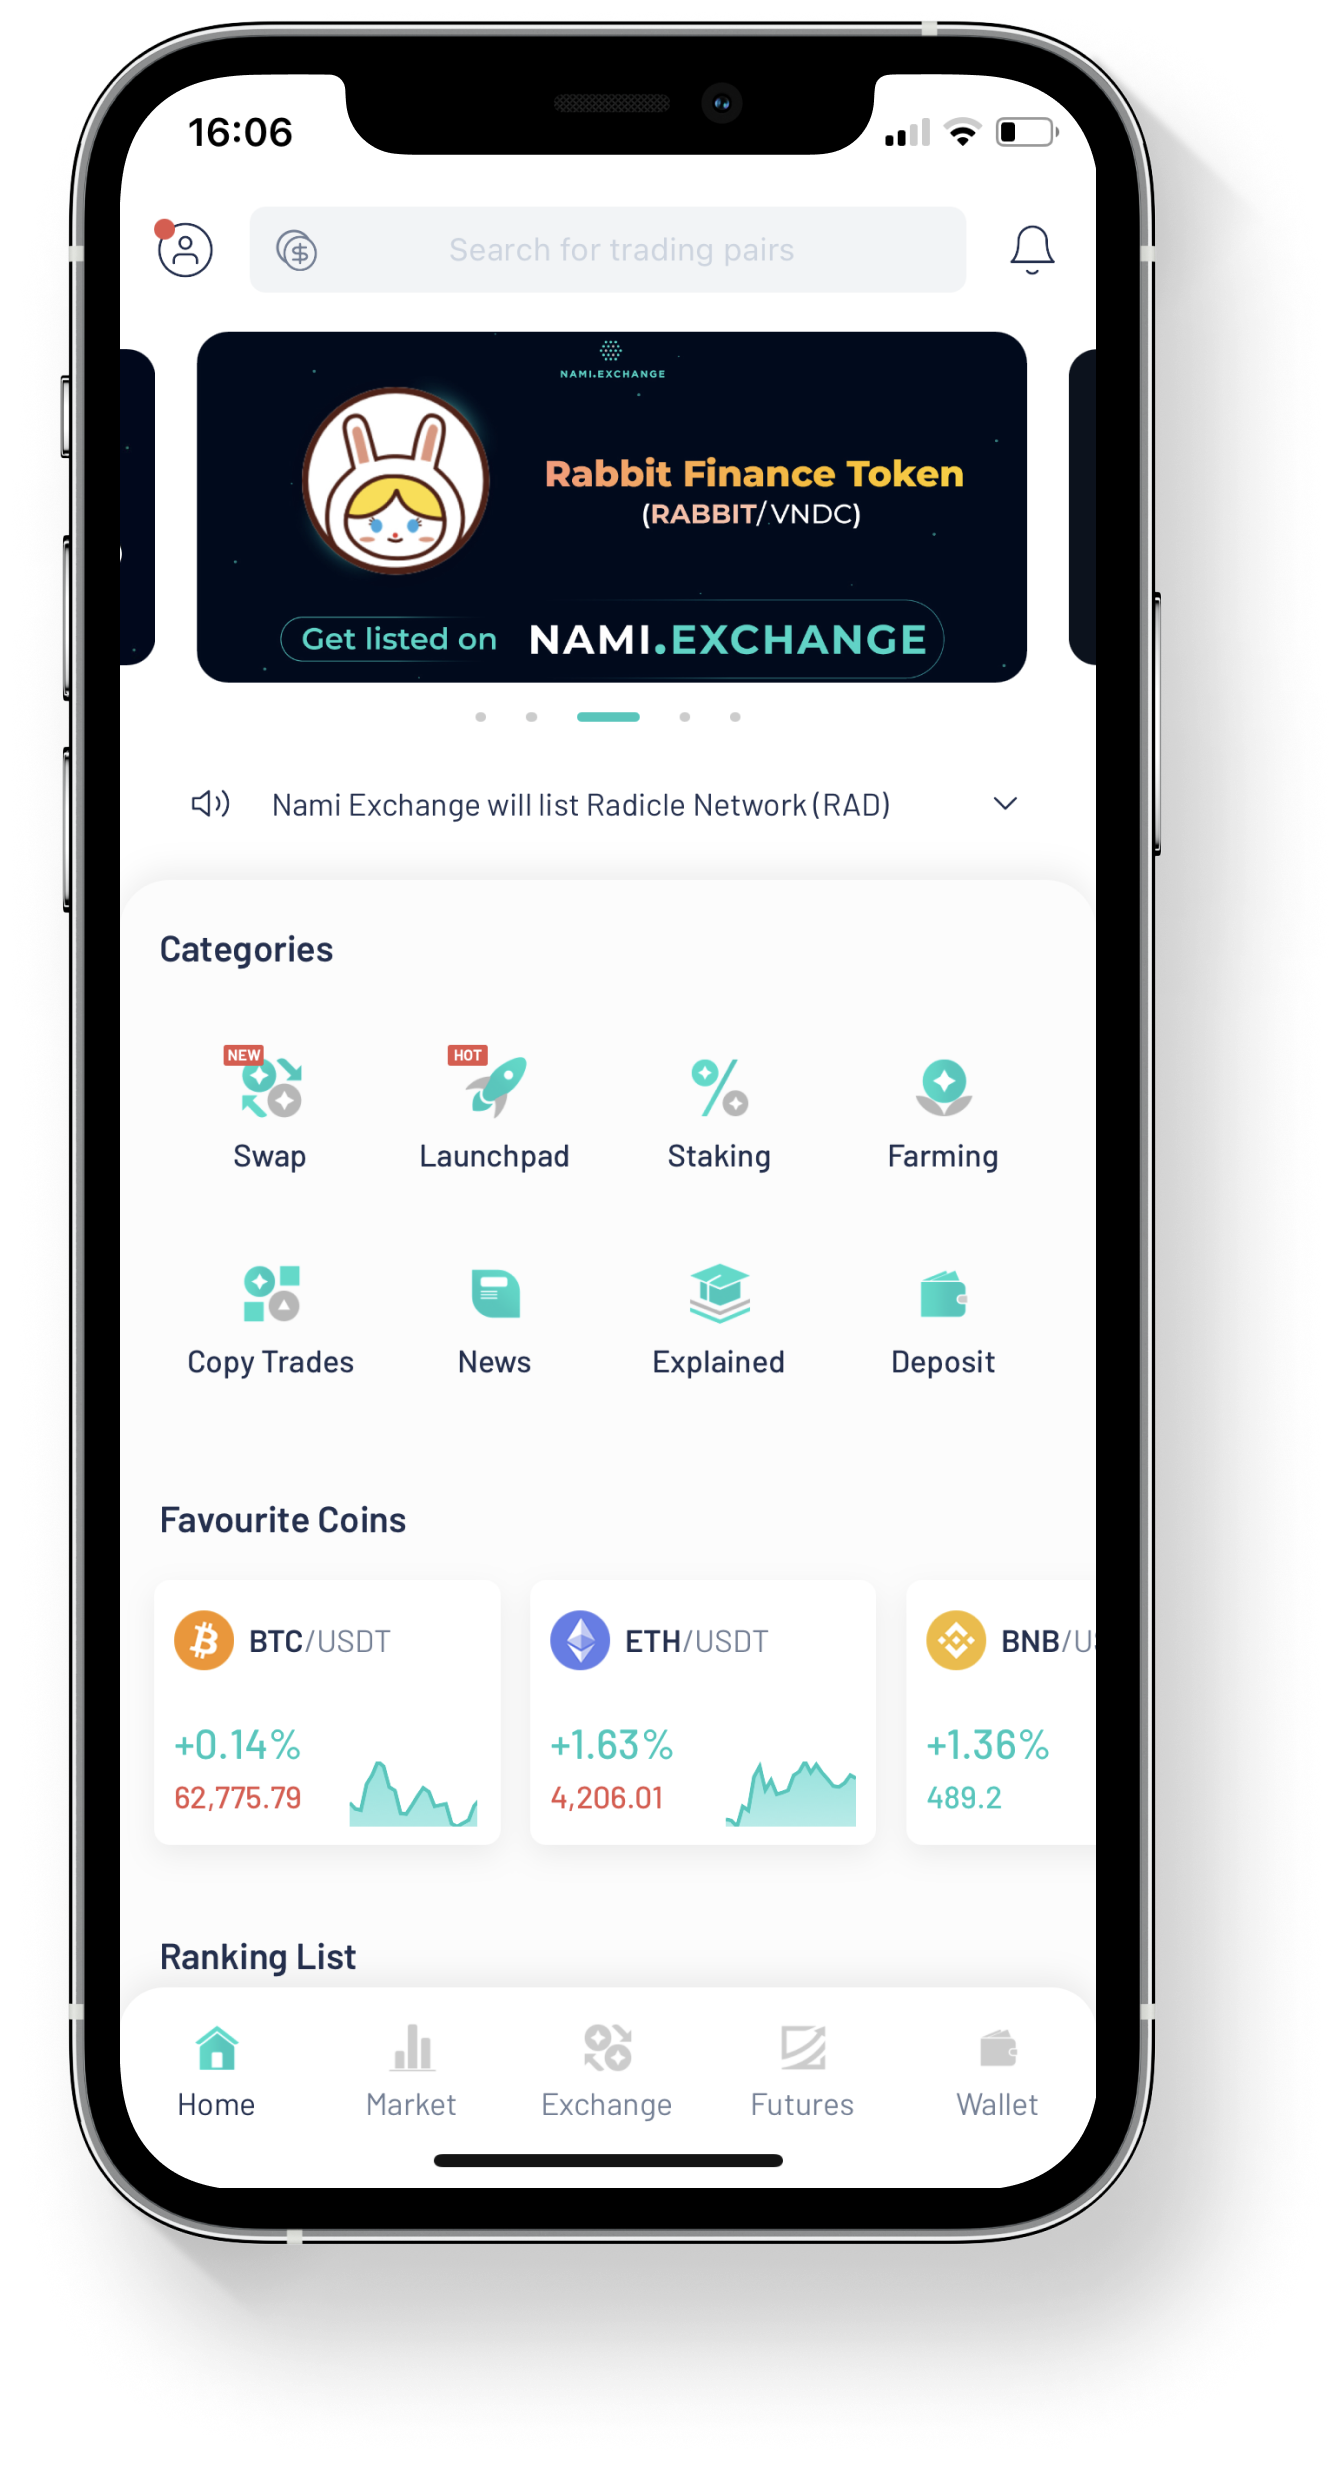 16:06
Search for trading pairs
NAMI.EXCHANGE
Rabbit Finance Token
(RABBIT/VNDC)
Get listed on NAMI.EXCHANGE
Nami Exchange will list Radicle Network (RAD)
Categories
NEW
HOT
Swap Launchpad Staking Farming
Copy Trades News Explained Deposit
Favourite Coins
BTC/USDT ETH/USDT BNB/U
+0.14% +1.63% +1.36%
62,775.79 4,206.01 489.2
Ranking List
Home Market Exchange Futures Wallet